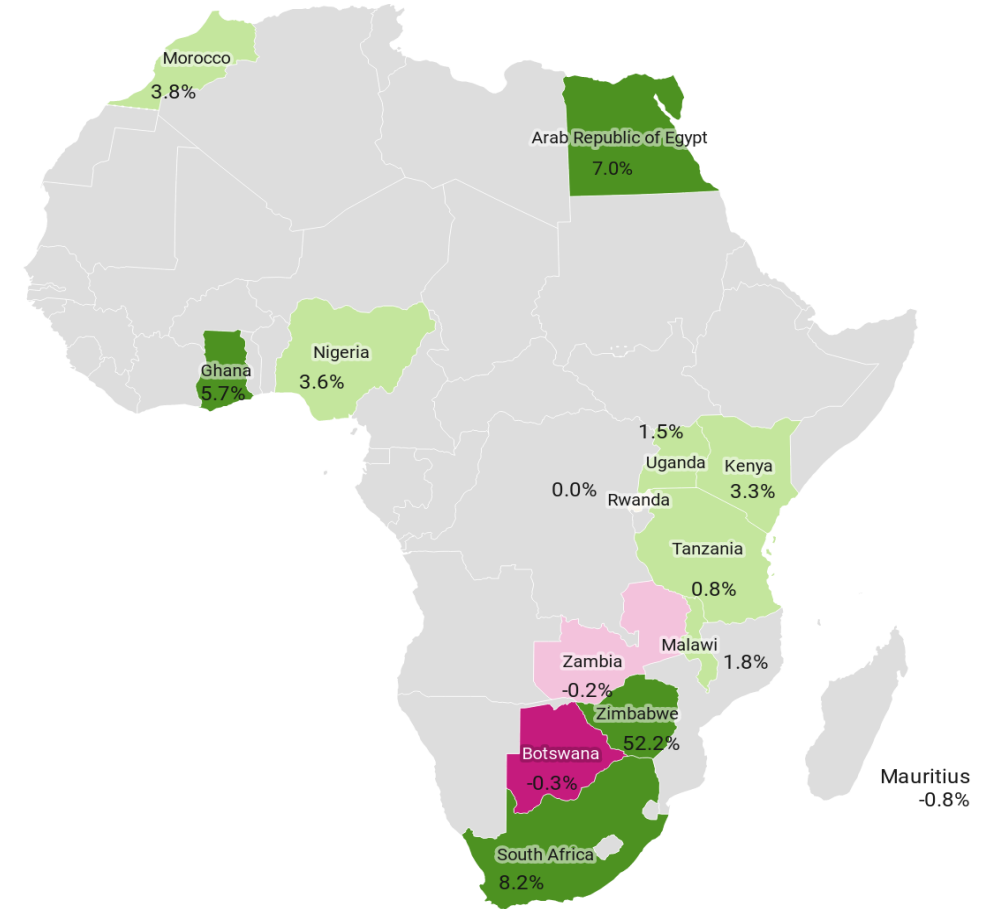 Morocco
3.8%
Arab Republic of Egypt
7.0%
Nigeria
3.6%
Ghana
5.7%
1.5%
Uganda
Kenya
3.3%
0.0%
Rwanda
Tanzania
0.8%
Malawi
1.8%
Zambia
-0.2%
Zimbabwe
52.2%
Botswana
-0.3%
Mauritius
-0.8%
South Africa
8.2%